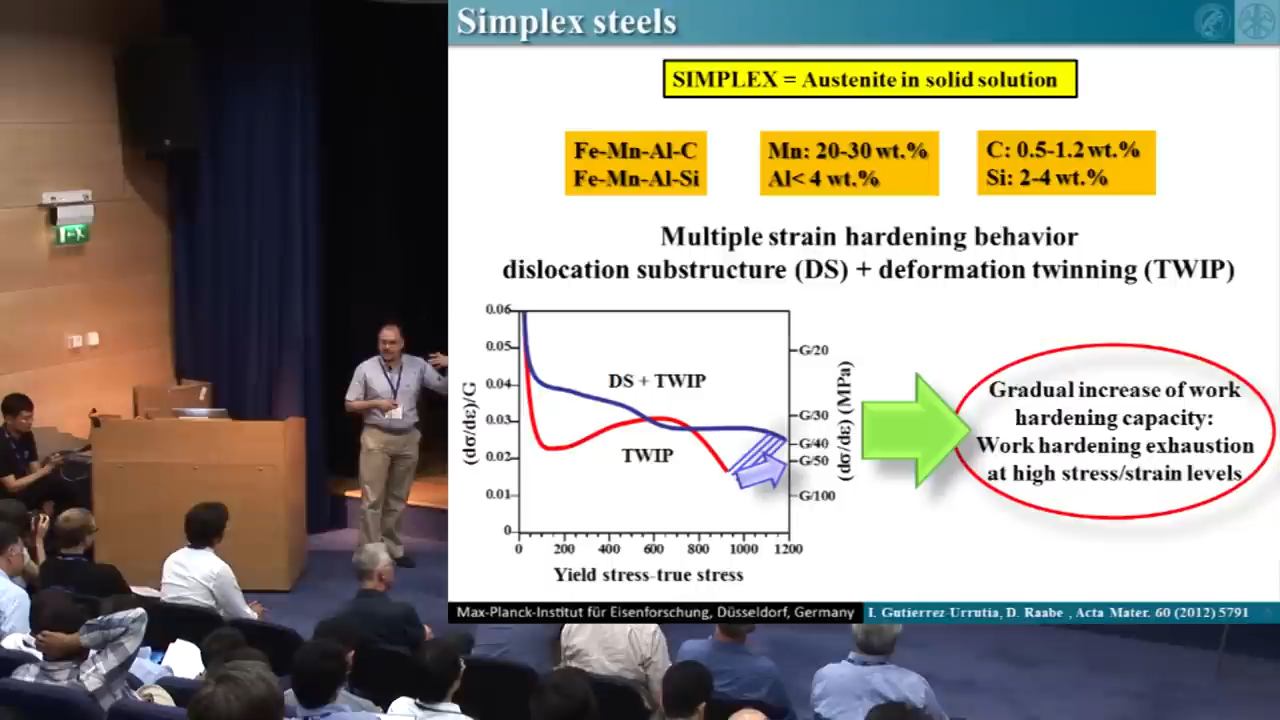 Simplex steels
SIMPLEX = Austenite in solid solution
Fe-Mn-Al-C
Fe-Mn-Al-Si
Mn: 20-30 wt.%
Al< 4 wt.%
C: 0.5-1.2 wt.%
Si: 2-4 wt.%
Multiple strain hardening behavior
dislocation substructure (DS) + deformation twinning (TWIP)
(dσ/dε)/G
0.06
0.05
0.04
0.03
0.02
0.01
0
DS + TWIP
TWIP
G/20
G/30
G/40
G/50
G/100
(dσ/dε) (MPa)
0 200 400 600 800 1000 1200
Yield stress-true stress
Gradual increase of work
hardening capacity:
Work hardening exhaustion
at high stress/strain levels
Max-Planck-Institut für Eisenforschung, Düsseldorf, Germany
I. Gutierrez-Urrutia, D. Raabe , Acta Mater. 60 (2012) 5791